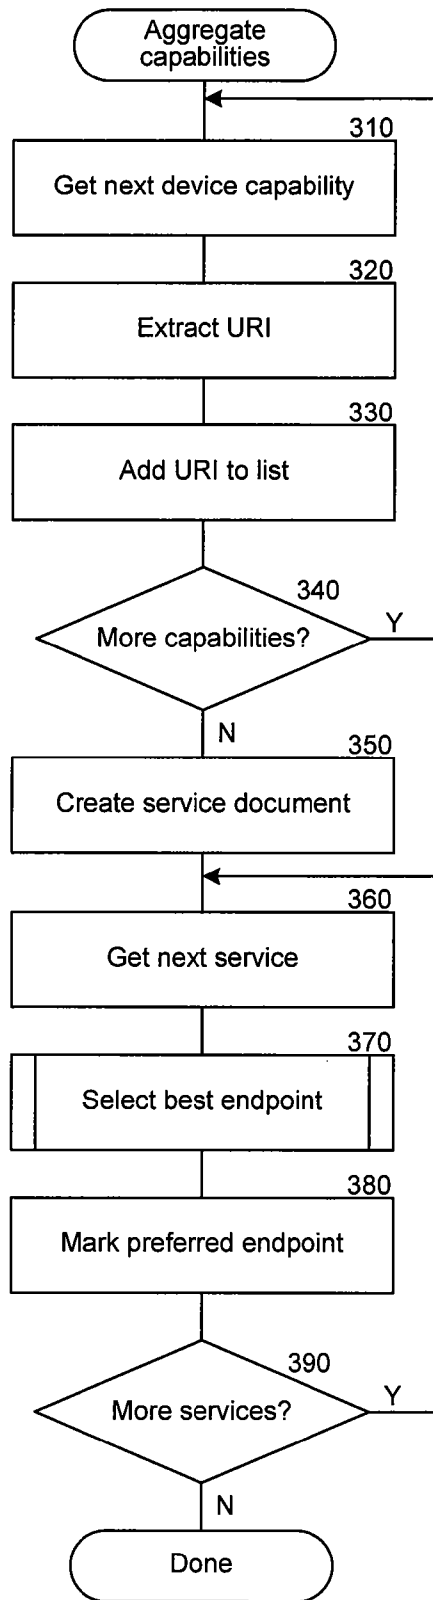 Aggregate
capabilities
310
Get next device capability
320
Extract URI
330
Add URI to list
340
More capabilities?
Y
N
350
Create service document
360
Get next service
370
Select best endpoint
380
Mark preferred endpoint
390
More services?
Y
N
Done